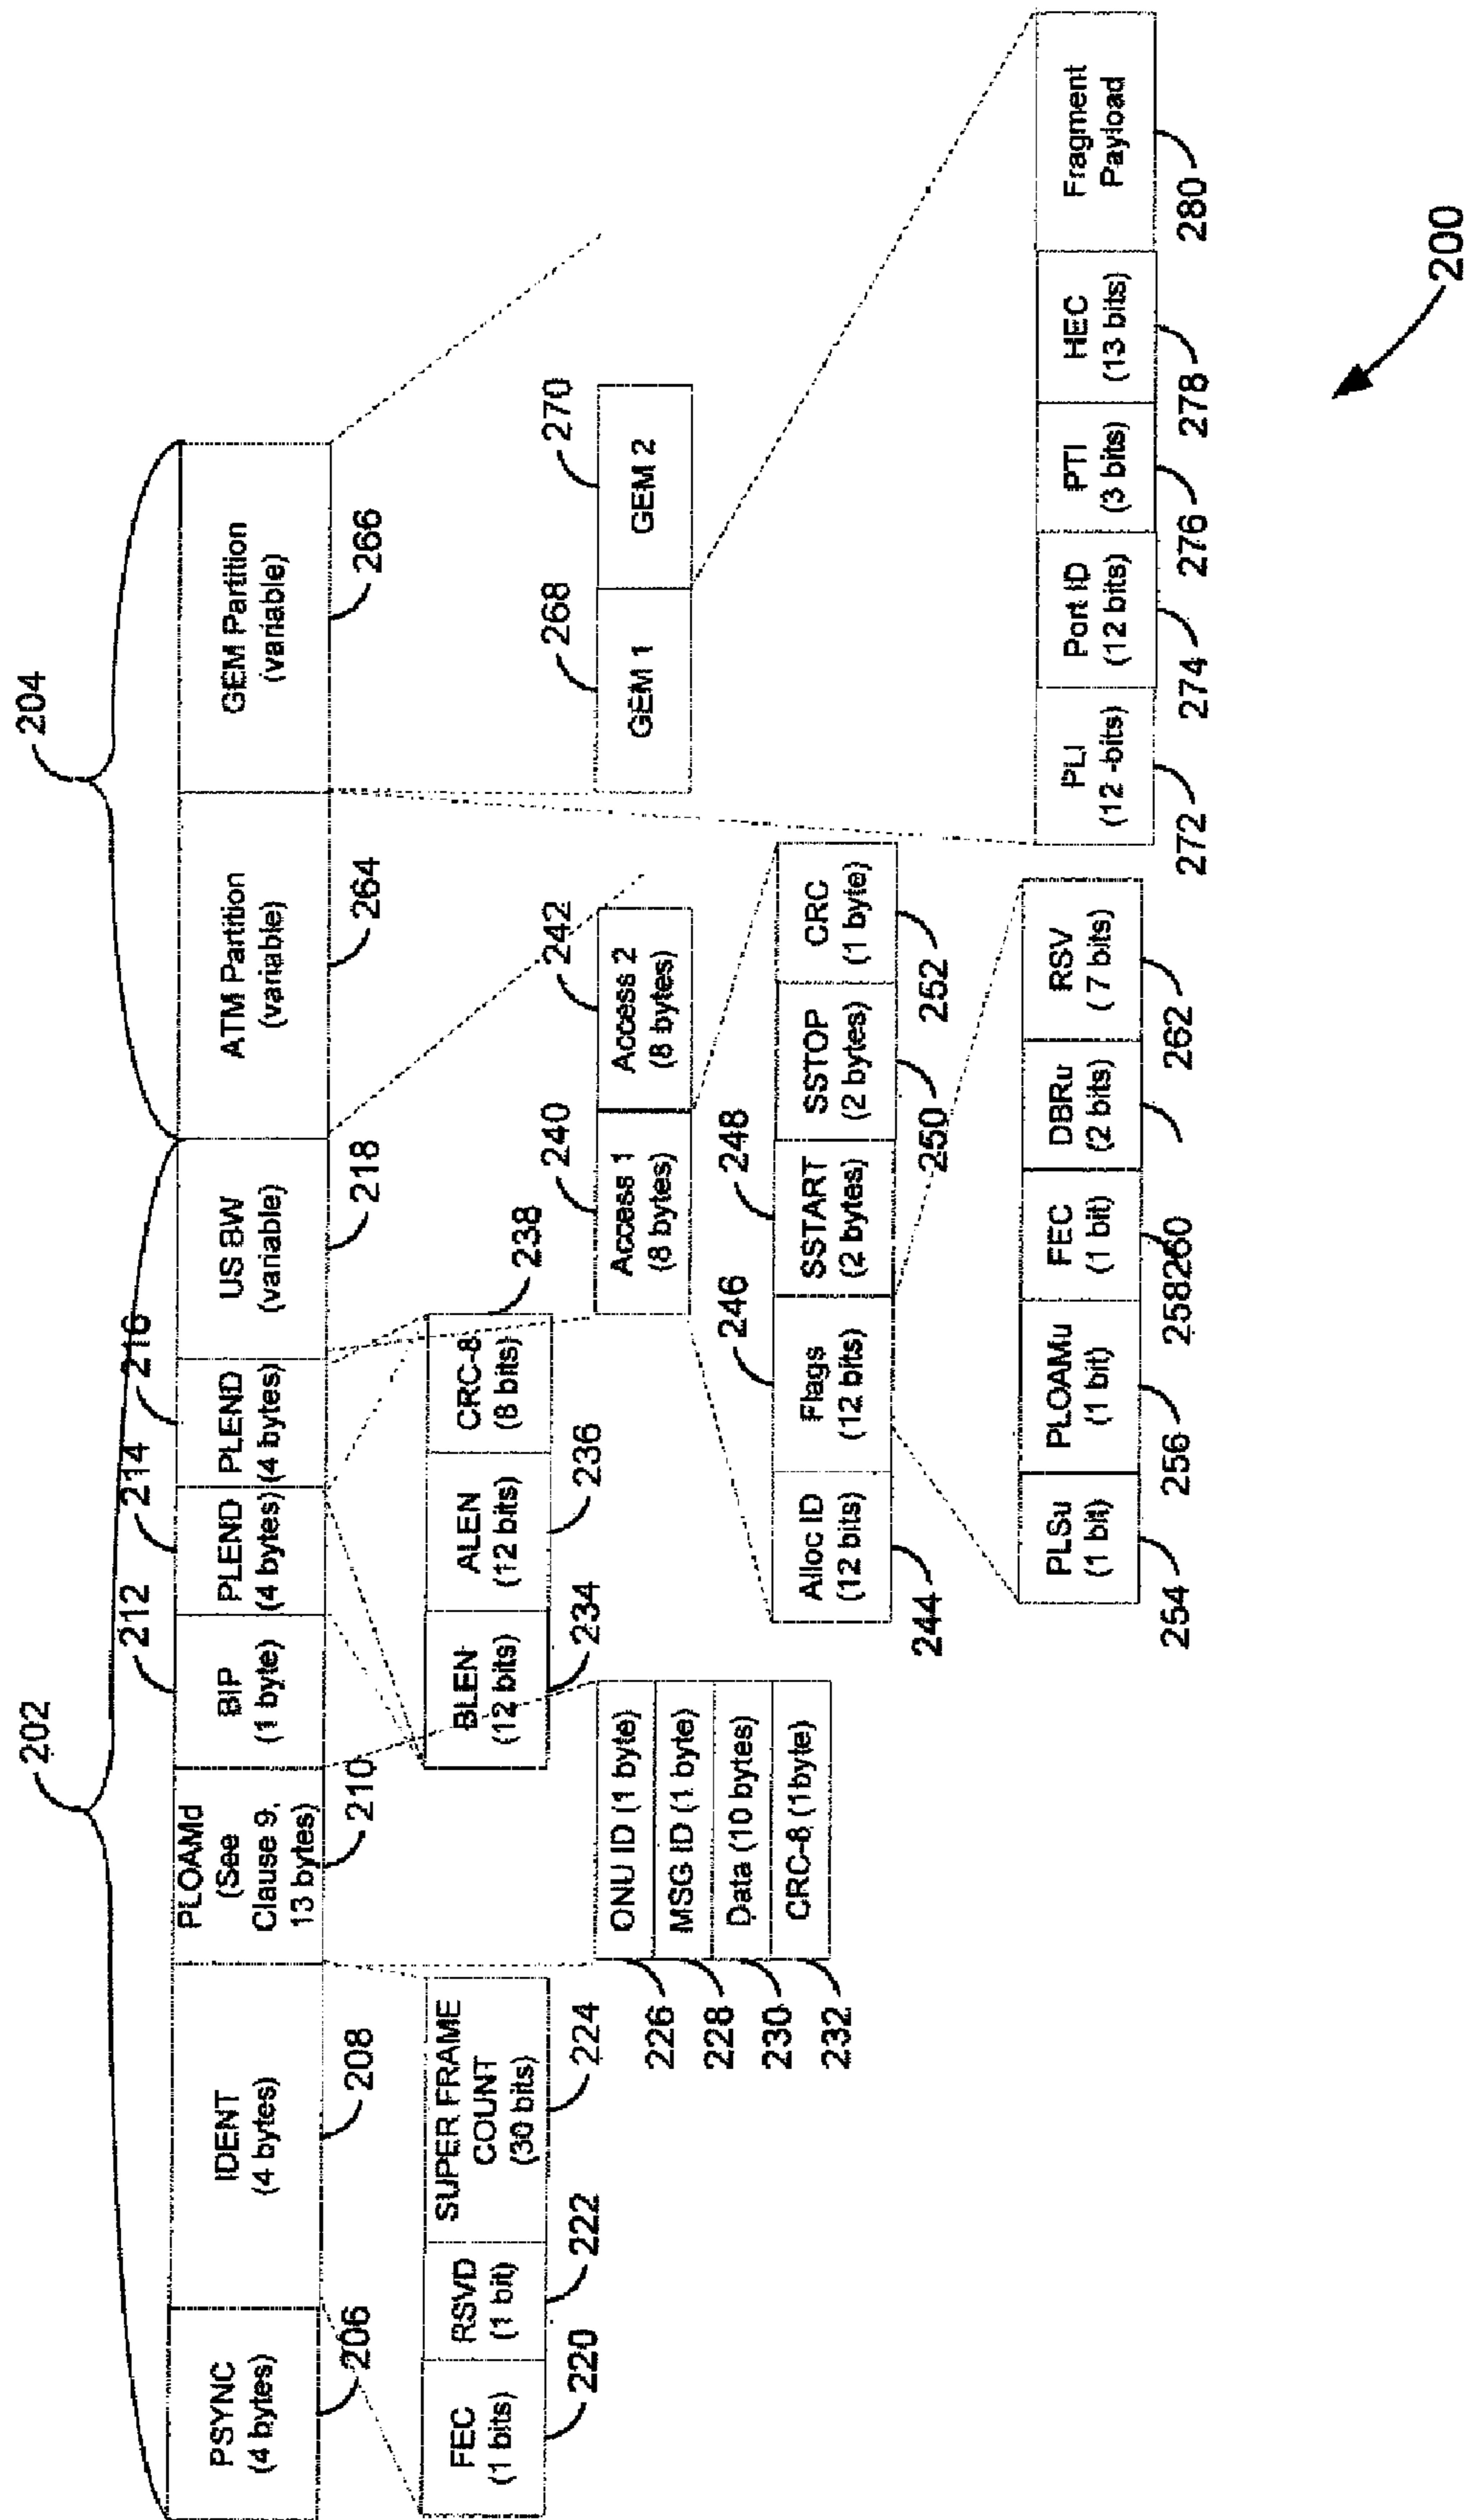 202
204
PSYNC
(4 bytes)
IDENT
(4 bytes)
PLOAMd
(See
Clause 9,
13 bytes)
BIP
(1 byte)
PLEND
(4 bytes)
PLEND
(4 bytes)
US BW
(variable)
ATM Partition
(variable)
GEM Partition
(variable)
206
208
210
212
214
216
218
264
266
FEC
(1 bits)
RSVD
(1 bit)
SUPER FRAME
COUNT
(30 bits)
220
222
224
BLEN
(12 bits)
ALEN
(12 bits)
CRC-8
(8 bits)
234
236
238
ONU ID (1 byte)
MSG ID (1 byte)
Data (10 bytes)
CRC-8 (1byte)
226
228
230
232
240
242
Access 1
(8 bytes)
Access 2
(8 bytes)
268
270
GEM 1
GEM 2
246
248
Alloc ID
(12 bits)
Flags
(12 bits)
SSTART
(2 bytes)
SSTOP
(2 bytes)
CRC
(1 byte)
244
250
252
PLSu
(1 bit)
PLOAMu
(1 bit)
FEC
(1 bit)
DBRu
(2 bits)
RSV
( 7 bits)
254
256
258
260
262
PLI
(12 -bits)
Port ID
(12 bits)
PTI
(3 bits)
HEC
(13 bits)
Fragment
Payload
272
274
276
278
280
200